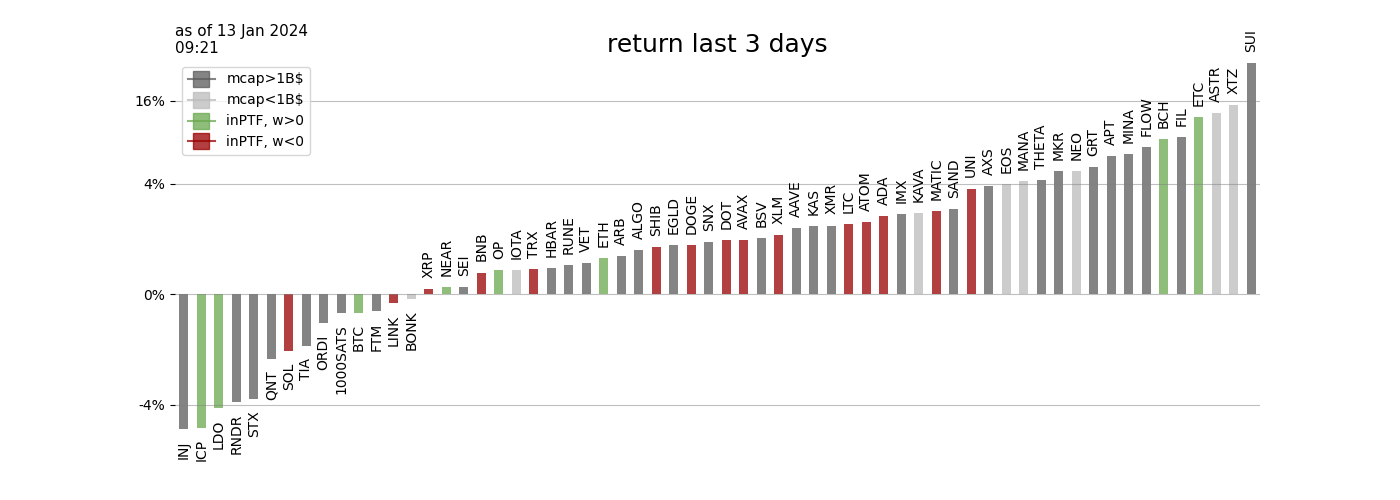 as of 13 Jan 2024
09:21
return last 3 days
mcap>1B$
mcap<1B$
inPTF, w>0
inPTF, w<0
16%
4%
0%
-4%
INJ
ICP
LDO
RNDR
STX
QNT
SOL
TIA
ORDI
1000SATS
BTC
FTM
LINK
BONK
XRP
NEAR
SEI
BNB
OP
IOTA
TRX
HBAR
RUNE
VET
ETH
ARB
ALGO
SHIB
EGLD
DOGE
SNX
DOT
AVAX
BSV
XLM
AAVE
KAS
XMR
LTC
ATOM
ADA
IMX
KAVA
MATIC
SAND
UNI
AXS
EOS
MANA
THETA
MKR
NEO
GRT
APT
MINA
FLOW
BCH
FIL
ETC
ASTR
XTZ
SUI